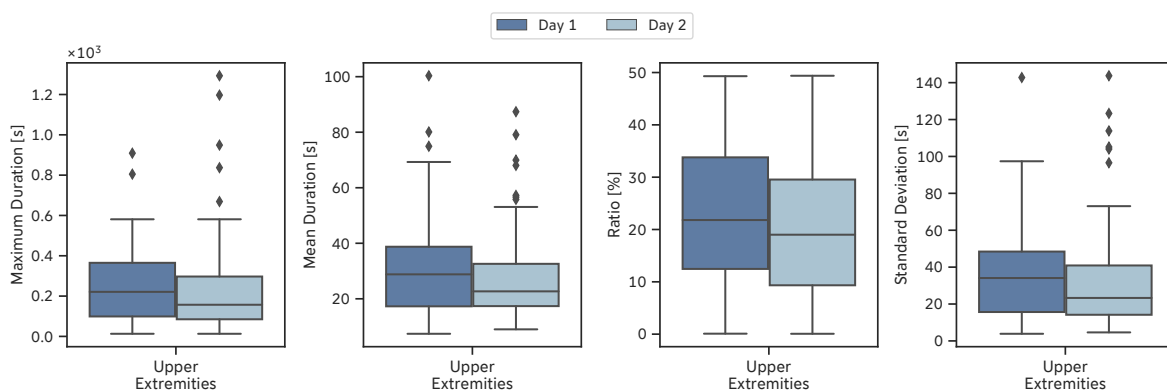 Day 1
Day 2
×10³
Maximum Duration [s]
1.2
1.0
0.8
0.6
0.4
0.2
0.0
Upper
Extremities
Mean Duration [s]
100
80
60
40
20
Upper
Extremities
Ratio [%]
50
40
30
20
10
0
Upper
Extremities
Standard Deviation [s]
140
120
100
80
60
40
20
0
Upper
Extremities